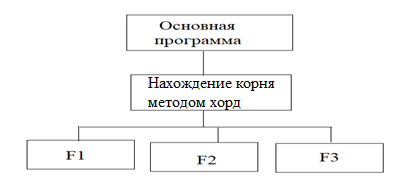 Основная
программа
Нахождение корня
методом хорд
F1
F2
F3